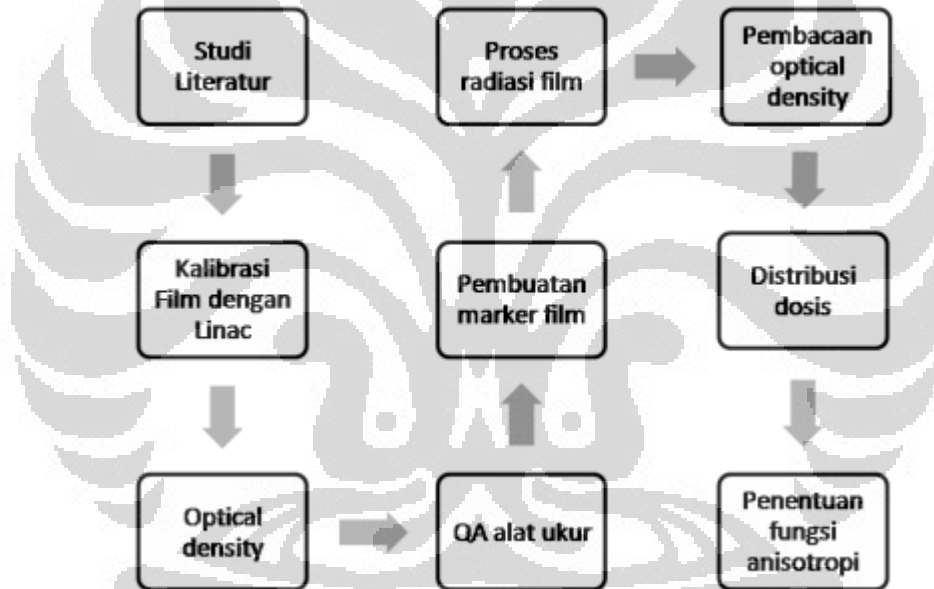 Studi
Literatur
Kalibrasi
Film dengan
Linac
Optical
density
QA alat ukur
Pembuatan
marker film
Proses
radiasi film
Pembacaan
optical
density
Distribusi
dosis
Penentuan
fungsi
anisotropi